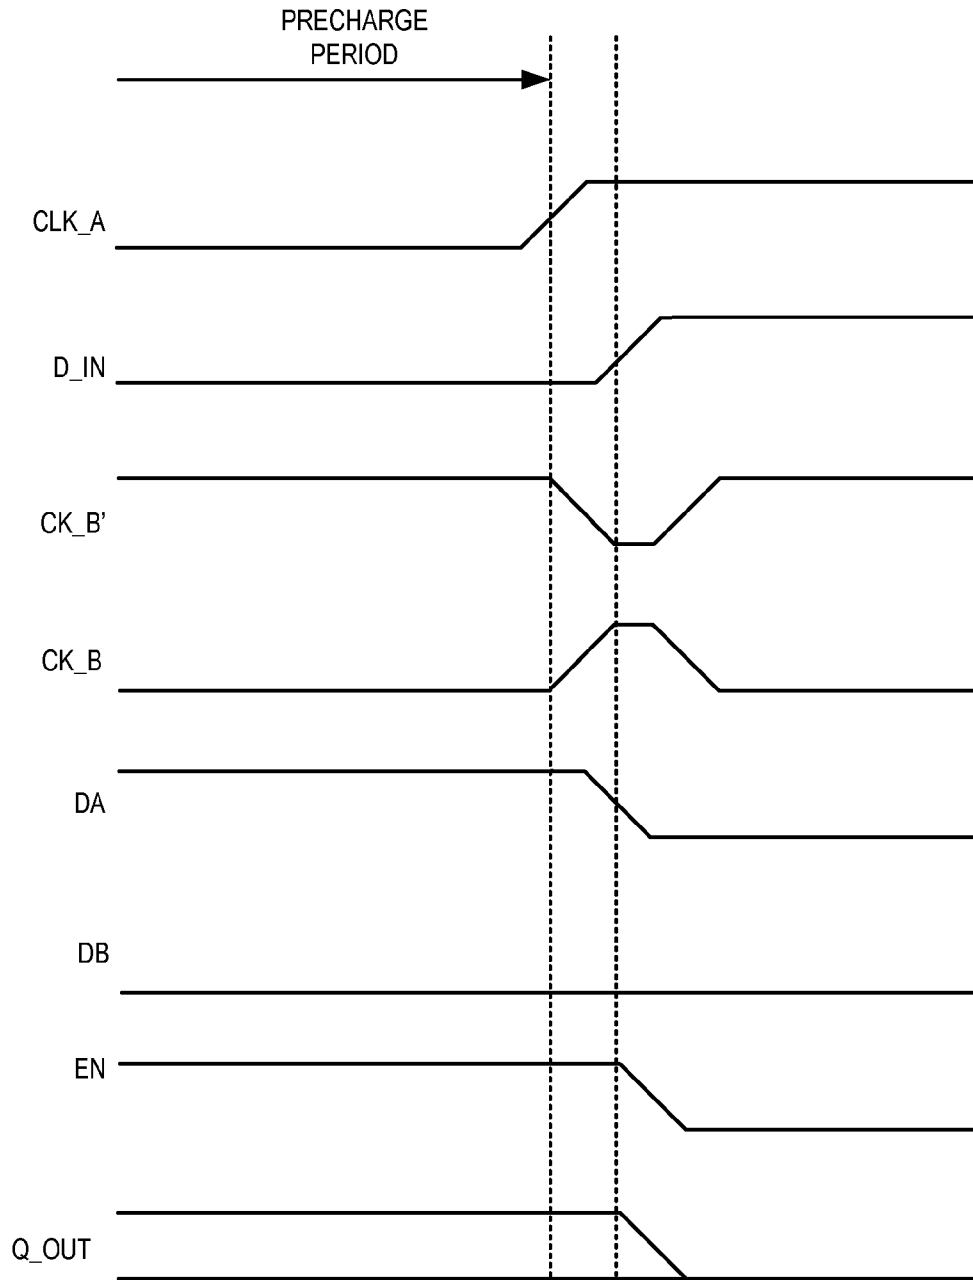 PRECHARGE
PERIOD
CLK_A
D_IN
CK_B’
CK_B
DA
DB
EN
Q_OUT